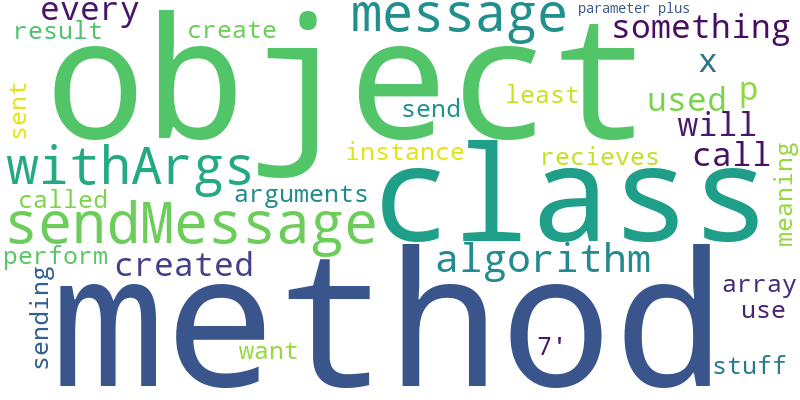 every
message
parameter plus
result
create
something
object
x
sent
send
least
used
p
will
withArgs
instance
recieves
call
called
arguments
class
meaning
sendMessage
perform
created
algorithm
sending
method
array
use
want
7'
stuff